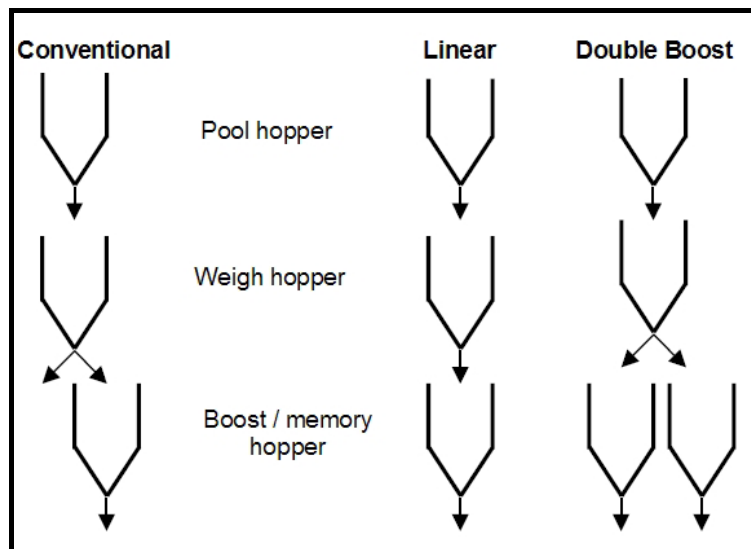 Conventional
Linear
Double Boost
Pool hopper
Weigh hopper
Boost / memory
hopper